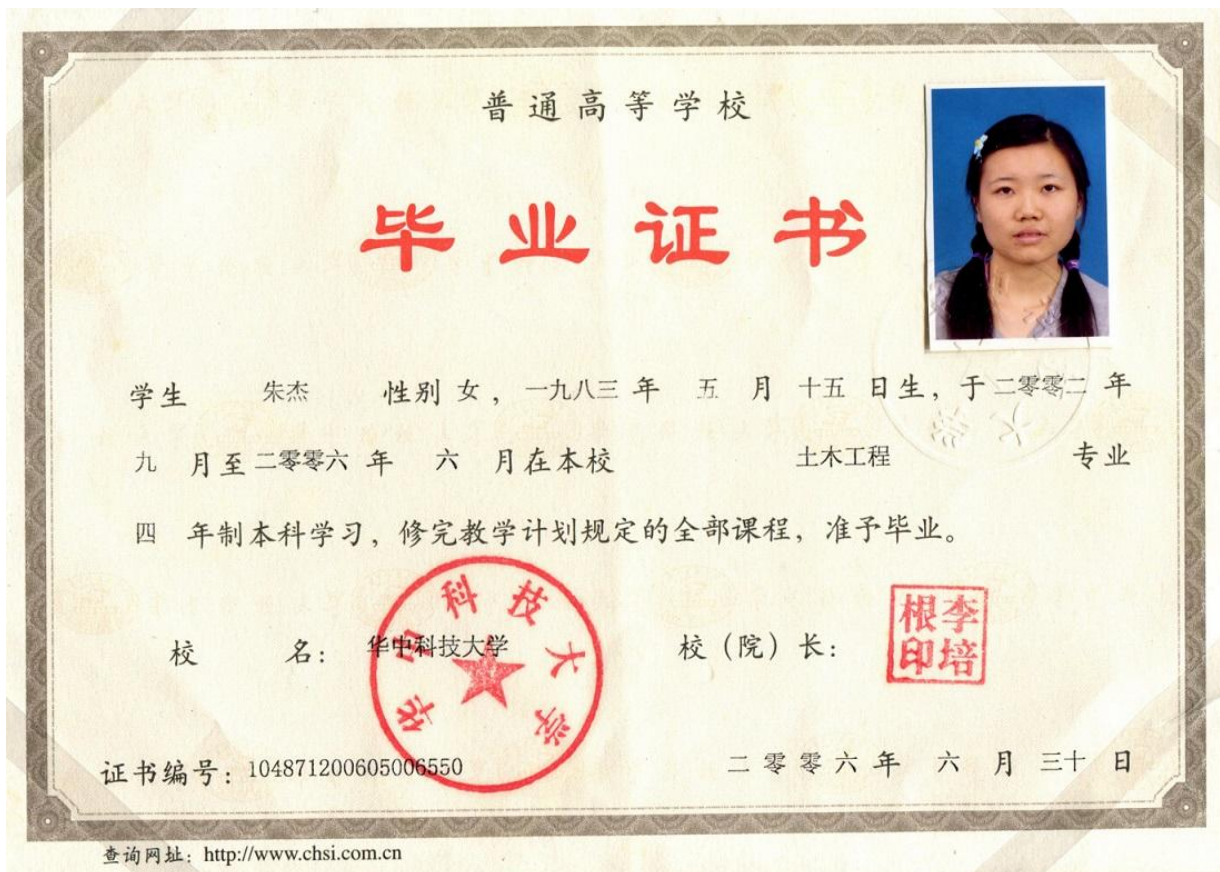 普通高等学校
毕业证书
学生 朱杰 性别 女，一九八三 年 五 月 十五 日生，于 二零零二 年
九 月至 二零零六 年 六 月在本校 土木工程 专业
四 年制本科学习，修完教学计划规定的全部课程，准予毕业。
校 名：华中科技大学 校（院）长：
华中科技大学
李培根印
证书编号：104871200605006550 二零零六年 六 月 三十 日
查询网址：http://www.chsi.com.cn